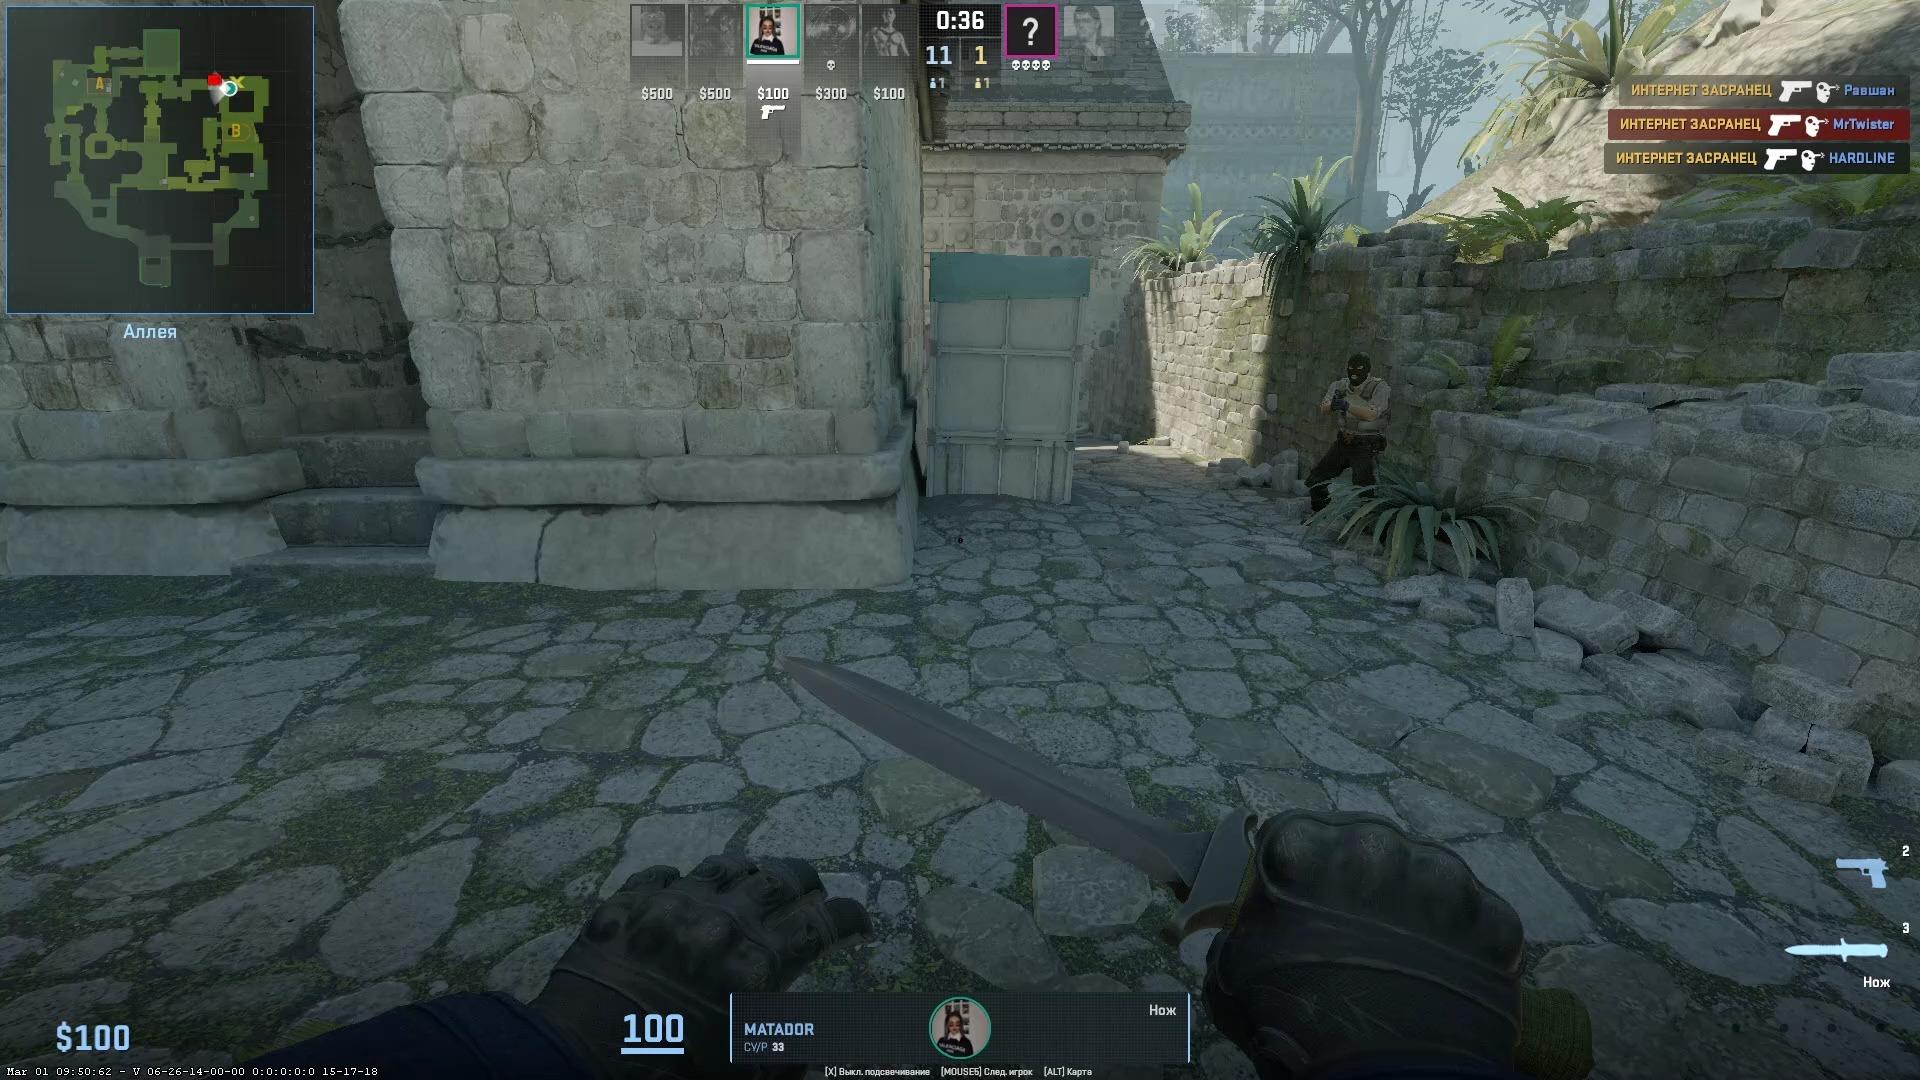 0:36
11 1
1 1
?
$500 $500 $100 $300 $100
A
B
Аллея
ИНТЕРНЕТ ЗАСРАНЕЦ Равшан
ИНТЕРНЕТ ЗАСРАНЕЦ MrTwister
ИНТЕРНЕТ ЗАСРАНЕЦ HARDLINE
2
3
Нож
$100
100
MATADOR
СУ/Р 33
Нож
[X] Выкл. подсвечивание [MOUSE5] След. игрок [ALT] Карта
Mar 01 09:50:62 - V 06-26-14-00-00 0:0:0:0:0 15-17-18